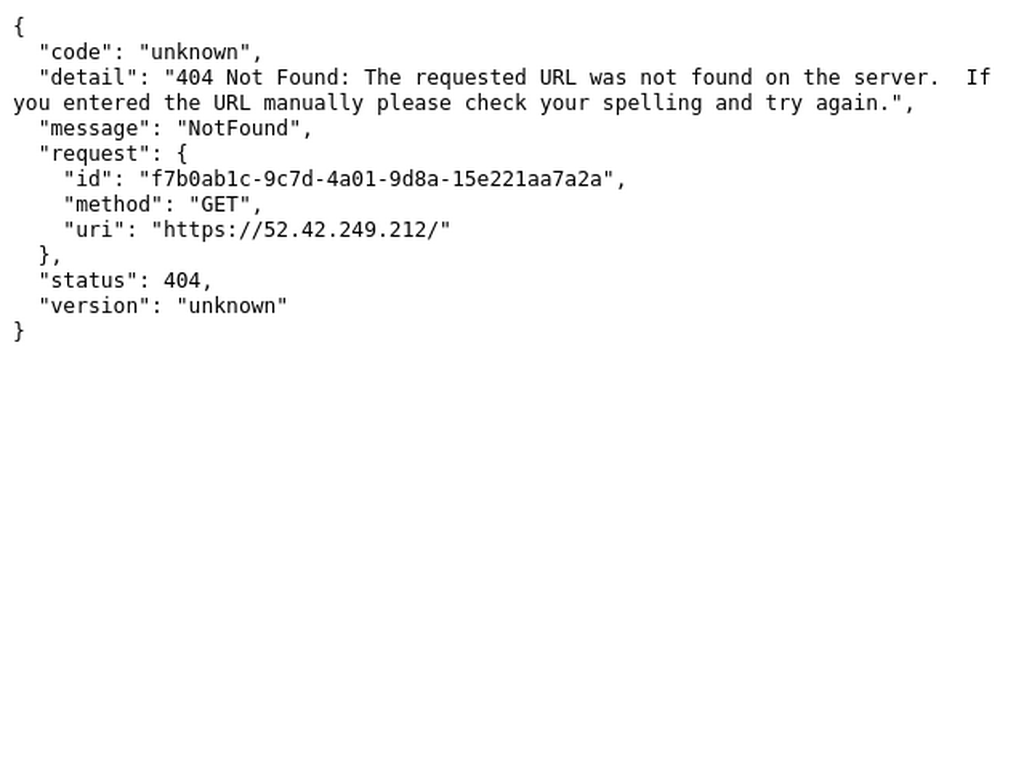 {
  "code": "unknown",
  "detail": "404 Not Found: The requested URL was not found on the server.  If
you entered the URL manually please check your spelling and try again.",
  "message": "NotFound",
  "request": {
    "id": "f7b0ab1c-9c7d-4a01-9d8a-15e221aa7a2a",
    "method": "GET",
    "uri": "https://52.42.249.212/"
  },
  "status": 404,
  "version": "unknown"
}